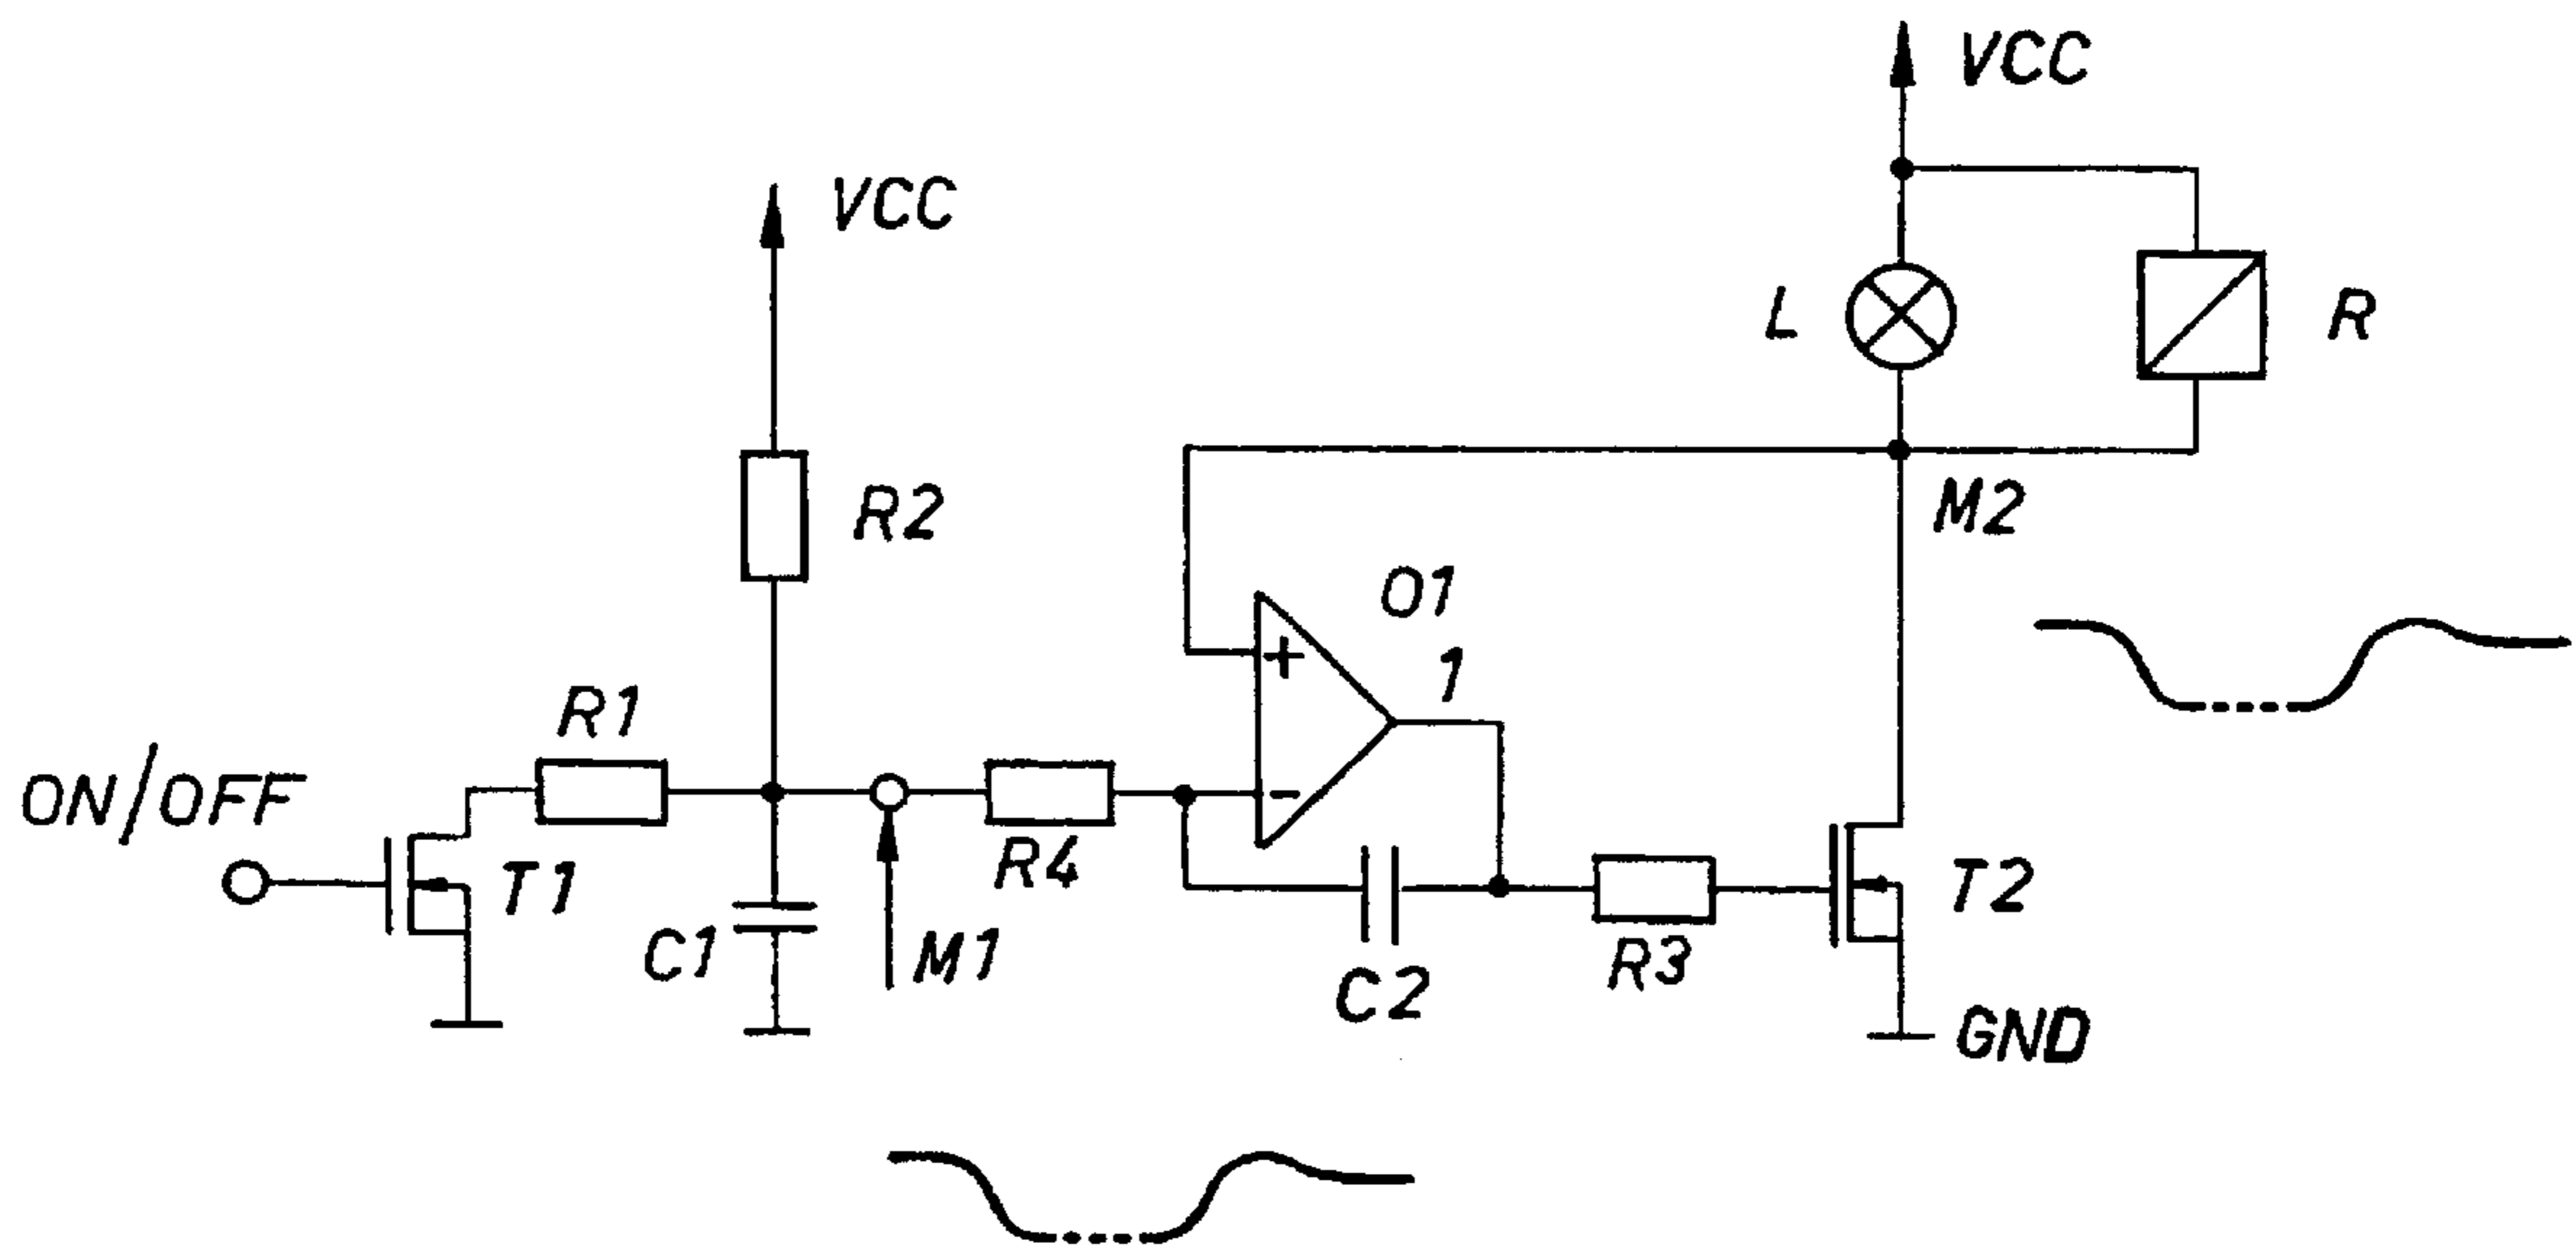 VCC
VCC
L
R
R2
M2
O1
1
R1
ON/OFF
+
-
T1
R4
T2
C1
M1
C2
R3
GND